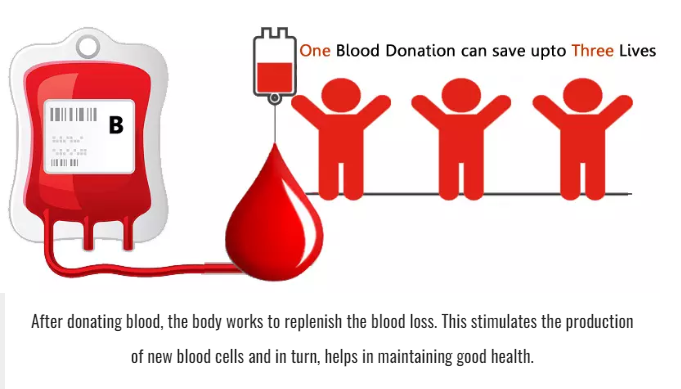 One Blood Donation can save upto Three Lives
B
After donating blood, the body works to replenish the blood loss. This stimulates the production
of new blood cells and in turn, helps in maintaining good health.